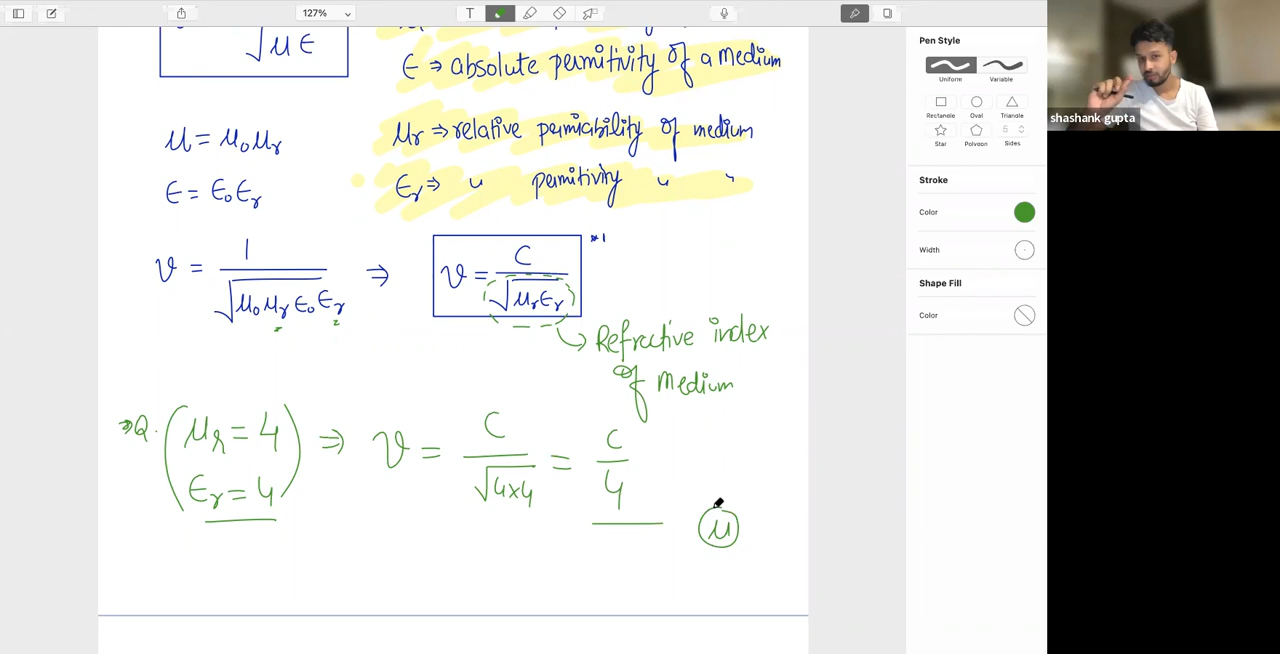 127%
T
Pen Style
Uniform
Variable
Rectangle
Oval
Triangle
Star
Polygon
5
Sides
Stroke
Color
Width
Shape Fill
Color
shashank gupta
√με
ϵ ⇒ absolute permitivity of a medium
μ = μ₀μr
μr ⇒ relative permiability of medium
ϵ = ϵ₀ϵr
ϵr ⇒ " permitivity " "
v = 1/√μ₀μrϵ₀ϵr ⇒ v = C/√μrϵr *1
Refractive index
of Medium
⇒Q. (μr = 4 ϵr = 4) ⇒ v = C/√4×4 = C/4
μ